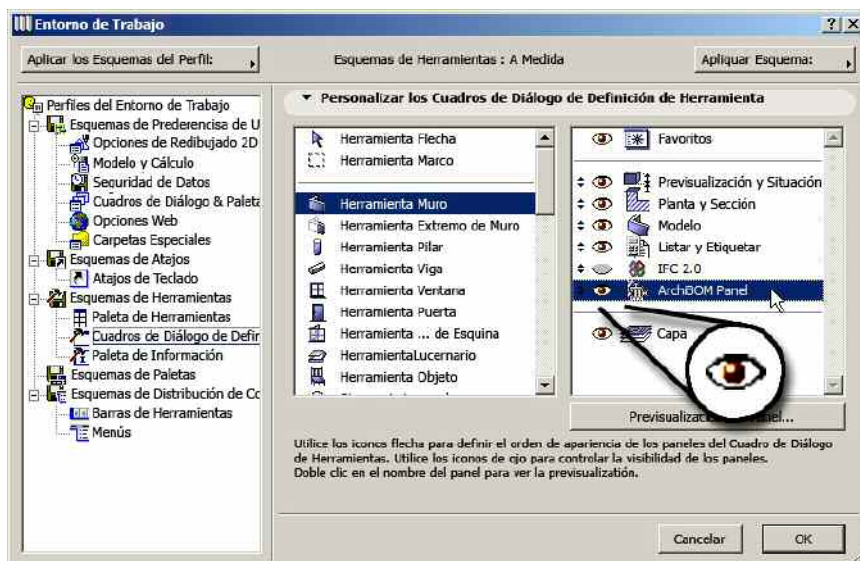 Entorno de Trabajo
Aplicar los Esquemas del Perfil:
Esquemas de Herramientas : A Medida
Apliquar Esquema:
Perfiles del Entorno de Trabajo
Esquemas de Prederencisa de U
Opciones de Redibujado 2D
Modelo y Cálculo
Seguridad de Datos
Cuadros de Diálogo & Paleta
Opciones Web
Carpetas Especiales
Esquemas de Atajos
Atajos de Teclado
Esquemas de Herramientas
Paleta de Herramientas
Cuadros de Diálogo de Defir
Paleta de Información
Esquemas de Paletas
Esquemas de Distribución de Co
Barras de Herramientas
Menús
Personalizar los Cuadros de Diálogo de Definición de Herramienta
Herramienta Flecha
Herramienta Marco
Herramienta Muro
Herramienta Extremo de Muro
Herramienta Pilar
Herramienta Viga
Herramienta Ventana
Herramienta Puerta
Herramienta ... de Esquina
HerramientaLucernario
Herramienta Objeto
Favoritos
Previsualización y Situación
Planta y Sección
Modelo
Listar y Etiquetar
IFC 2.0
ArchiBOM Panel
Capa
Utilice los iconos flecha para definir el orden de apariencia de los paneles del Cuadro de Diálogo
de Herramientas. Utilice los iconos de ojo para controlar la visibilidad de los paneles.
Doble clic en el nombre del panel para ver la previsualizatión.
Cancelar
OK